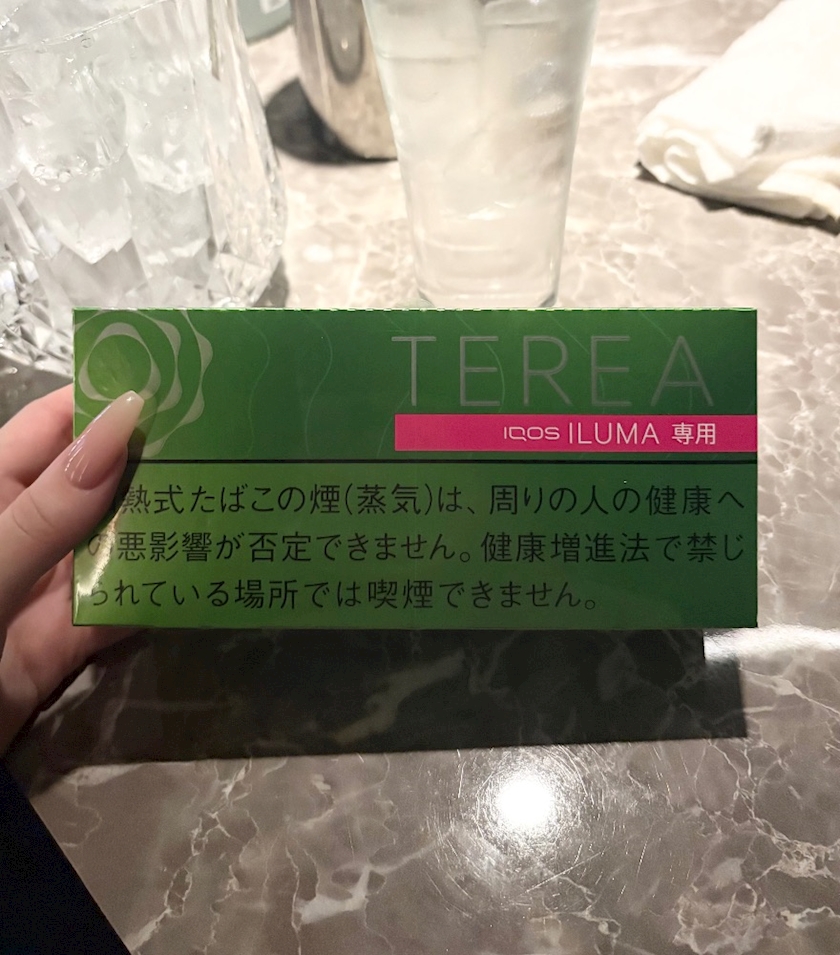 TEREA
IQOS ILUMA 専用
熱式たばこの煙(蒸気)は、周りの人の健康へ
の悪影響が否定できません。健康増進法で禁じ
られている場所では喫煙できません。